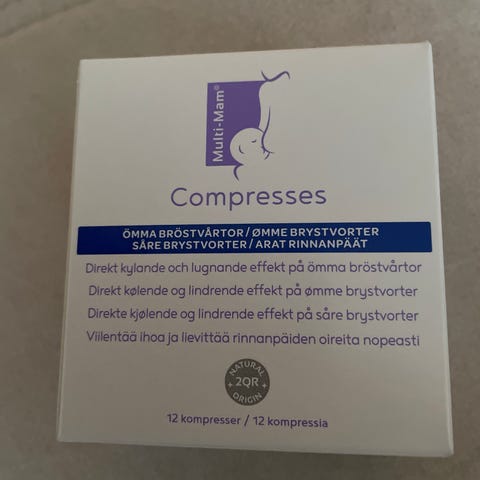 Multi-Mam®
Compresses
ÖMMA BRÖSTVÅRTOR / ØMME BRYSTVORTER
SÅRE BRYSTVORTER / ARAT RINNANPÄÄT
Direkt kylande och lugnande effekt på ömma bröstvårtor
Direkt kølende og lindrende effekt på ømme brystvorter
Direkte kjølende og lindrende effekt på såre brystvorter
Viilentää ihoa ja lievittää rinnanpäiden oireita nopeasti
NATURAL
2QR
ORIGIN
12 kompresser / 12 kompressia